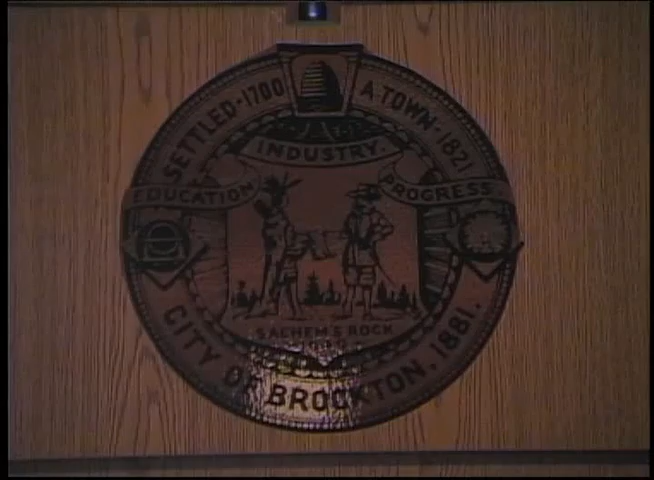 SETTLED-1700
A TOWN-1821
INDUSTRY.
EDUCATION
PROGRESS.
SACHEM'S ROCK
CITY OF BROCKTON, 1881.